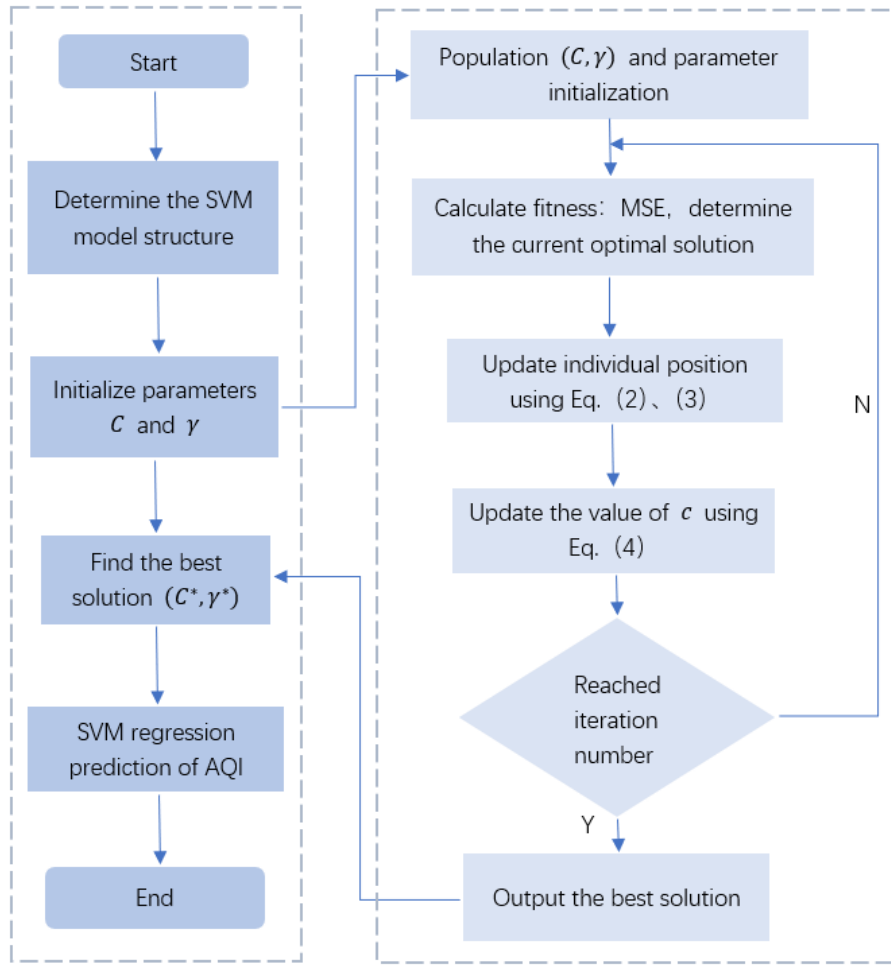 Start
Determine the SVM
model structure
Initialize parameters
C and γ
Find the best
solution (C*,γ*)
SVM regression
prediction of AQI
End
Population (C,γ) and parameter
initialization
Calculate fitness：MSE，determine
the current optimal solution
Update individual position
using Eq.（2）、（3）
Update the value of c using
Eq.（4）
Reached
iteration
number
N
Y
Output the best solution